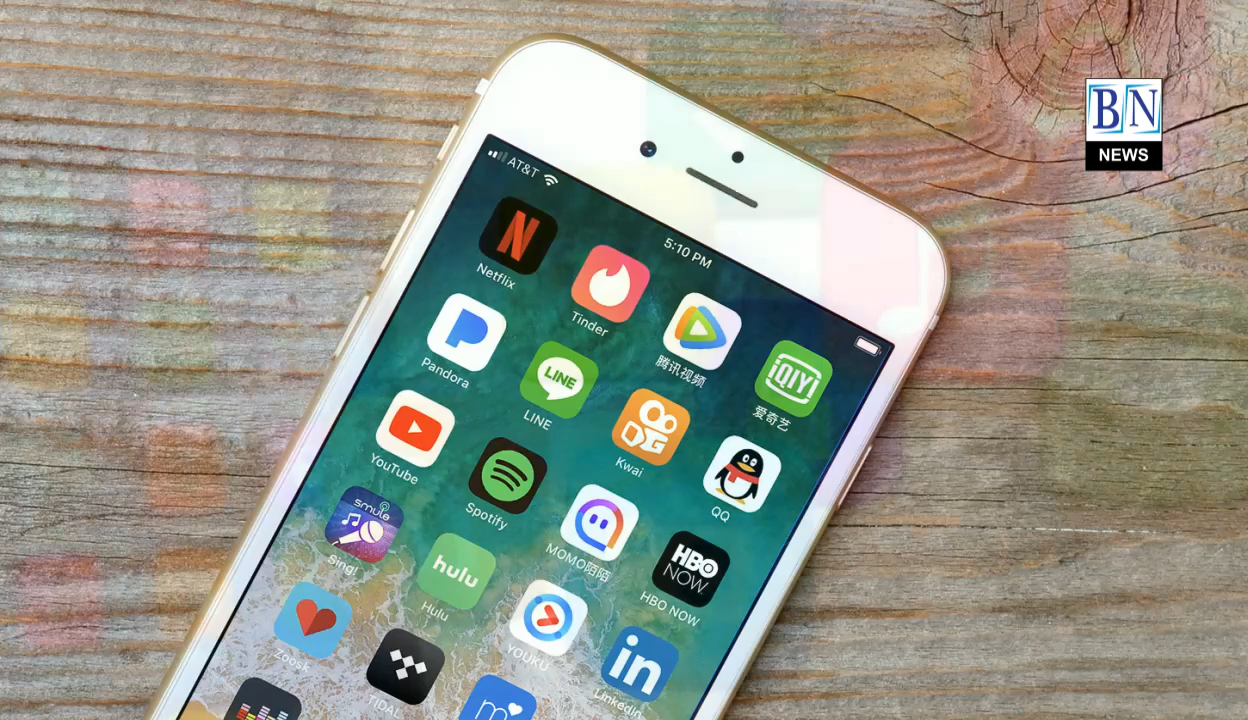 BN
NEWS
AT&T
5:10 PM
N
Netflix
Tinder
腾讯视频
iQIYI
爱奇艺
P
Pandora
LINE
LINE
Kwai
QQ
YouTube
Spotify
MOMO陌陌
HBO
NOW
HBO NOW
smule
Sing!
hulu
Hulu
YOUKU
in
LinkedIn
Zoosk
TIDAL
m